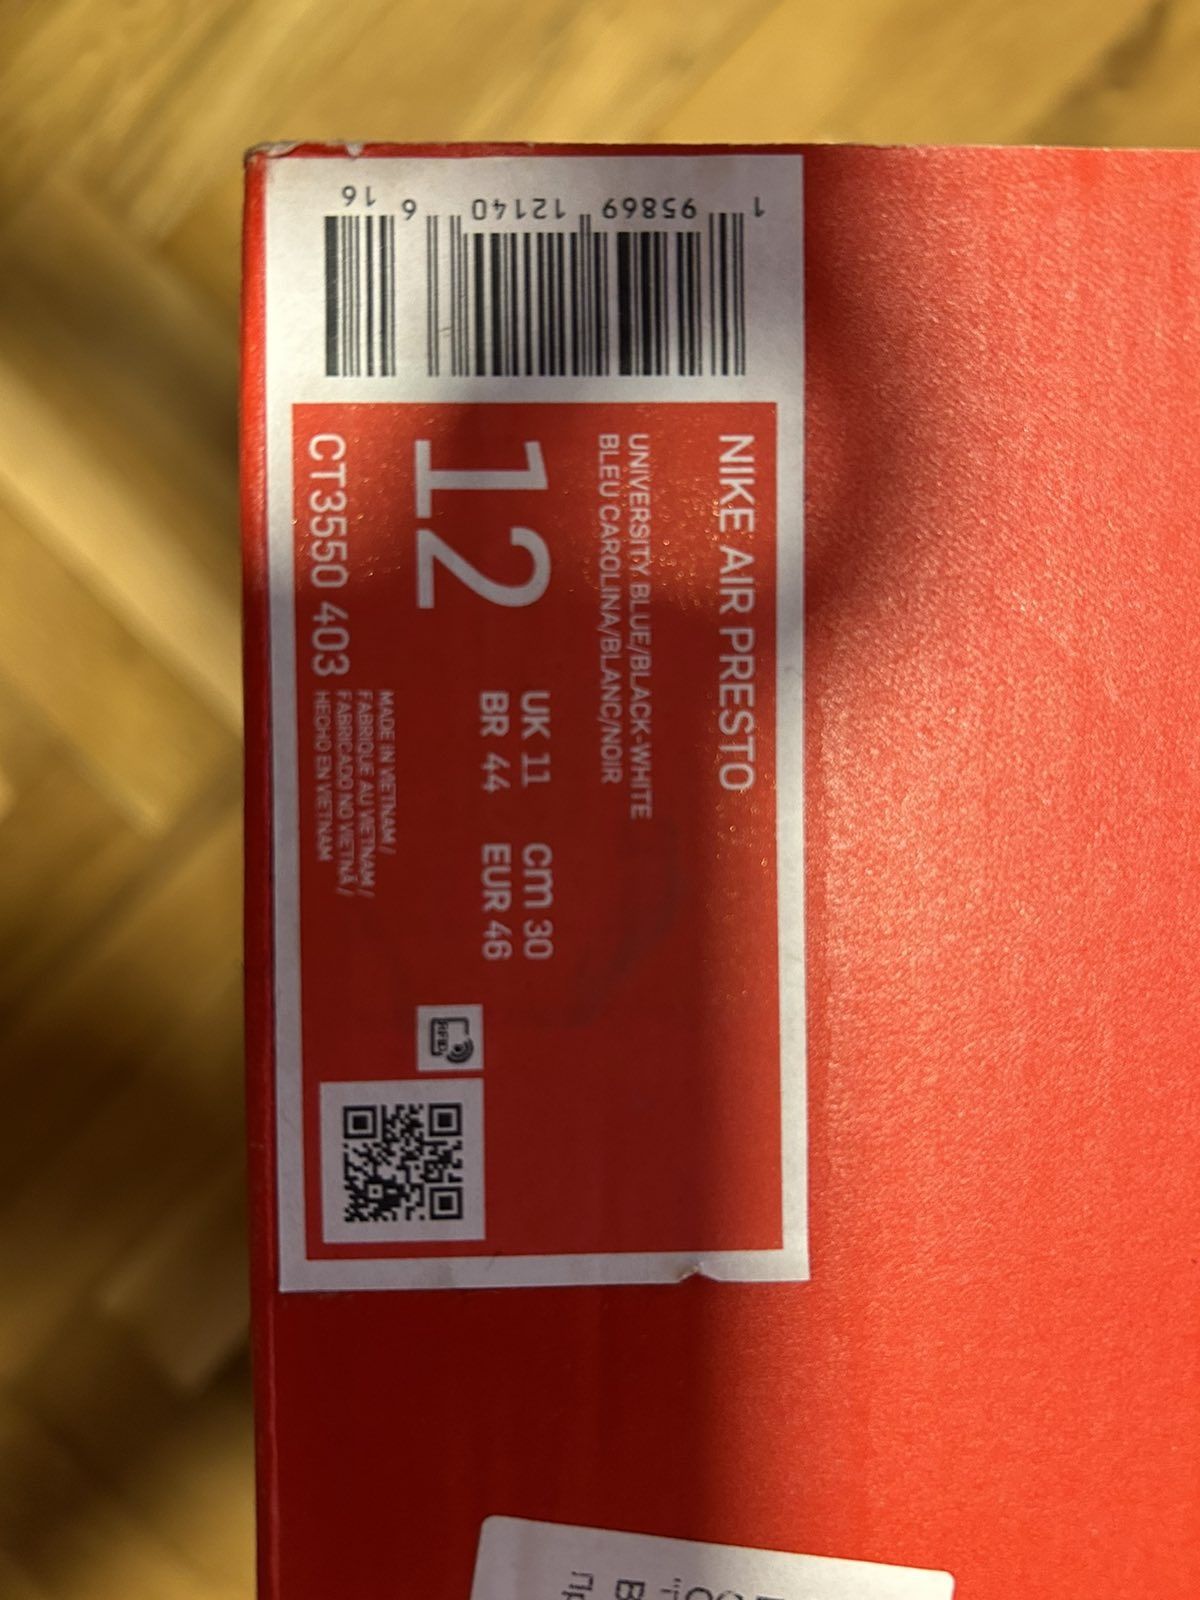 NIKE AIR PRESTO
UNIVERSITY BLUE/BLACK-WHITE
BLEU CAROLINA/BLANC/NOIR
12
UK 11 cm 30
BR 44 EUR 46
CT3550 403
MADE IN VIETNAM /
FABRIQUE AU VIETNAM /
FABRICADO NO VIETNÃ /
HECHO EN VIETNAM
RFID
1 95869 12140 6 16